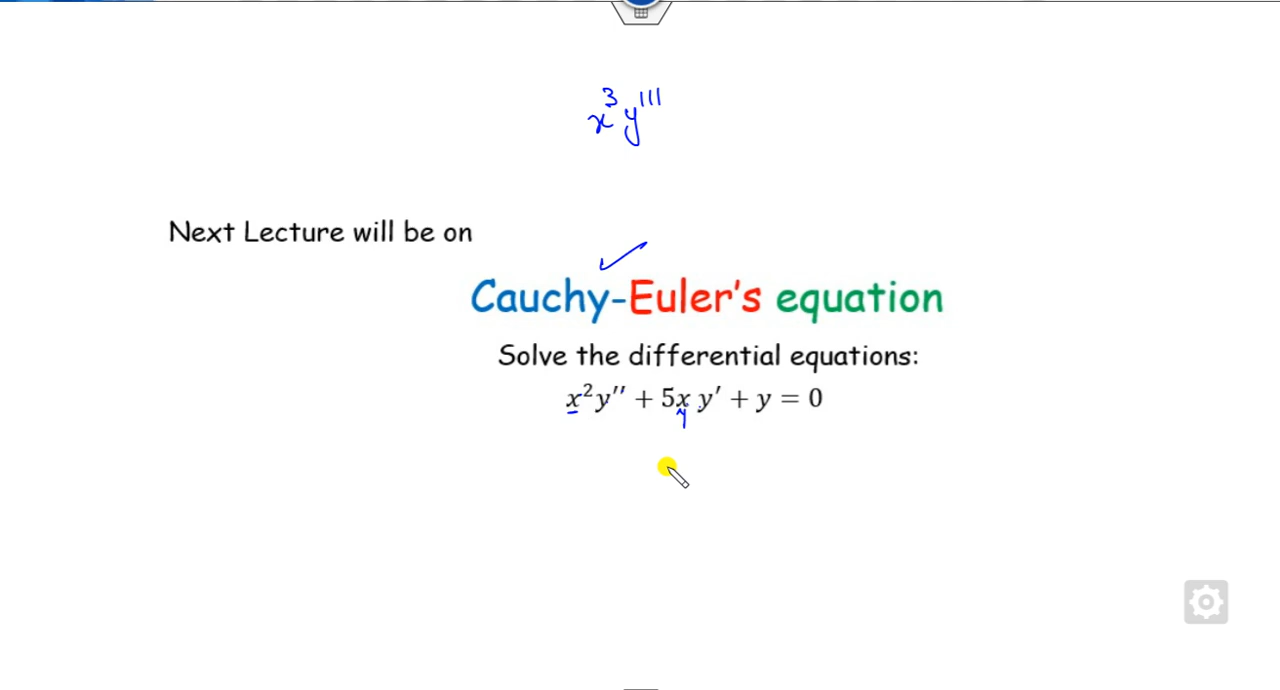 x³y'''
Next Lecture will be on
Cauchy-Euler's equation
Solve the differential equations:
x²y'' + 5x y' + y = 0